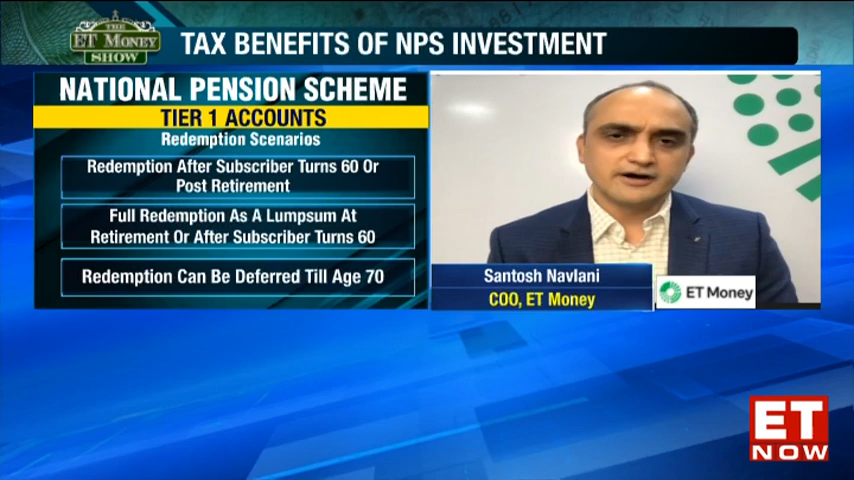 THE
ET MONEY
SHOW
TAX BENEFITS OF NPS INVESTMENT
NATIONAL PENSION SCHEME
TIER 1 ACCOUNTS
Redemption Scenarios
Redemption After Subscriber Turns 60 Or
Post Retirement
Full Redemption As A Lumpsum At
Retirement Or After Subscriber Turns 60
Redemption Can Be Deferred Till Age 70
Santosh Navlani
COO, ET Money
ET Money
ET
NOW